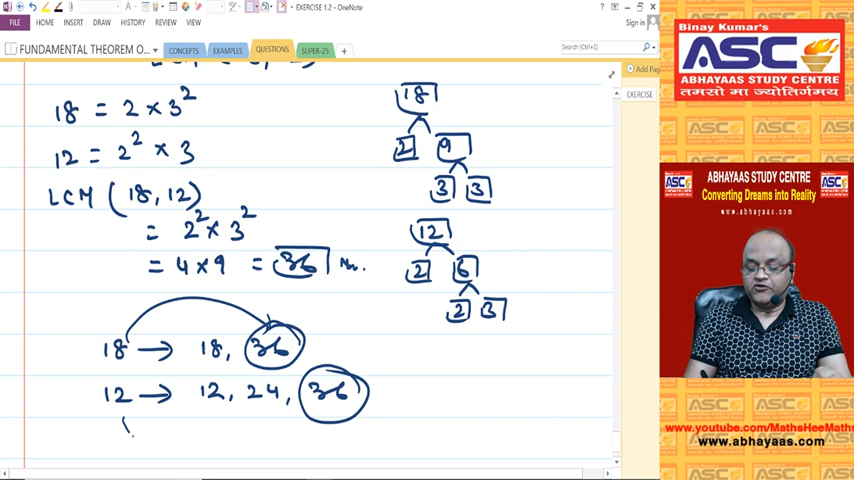 EXERCISE 1.2 - OneNote
FILE HOME INSERT DRAW HISTORY REVIEW VIEW
Sign in
FUNDAMENTAL THEOREM O... CONCEPTS EXAMPLES QUESTIONS SUPER-25 +
Search (Ctrl+E)
Add Page
EXERCISE
18 = 2 × 3²
12 = 2² × 3
LCM (18, 12)
= 2² × 3²
= 4 × 9 = 36
18 → 18, 36
12 → 12, 24, 36
18
2 9
3 3
12
2 6
2 3
Binay Kumar's
ASC
ABHAYAAS STUDY CENTRE
तमसो मा ज्योतिर्गमय
ABHAYAAS STUDY CENTRE
Converting Dreams into Reality
www.abhayaas.com
www.youtube.com/MathsHeeMaths
www.abhayaas.com